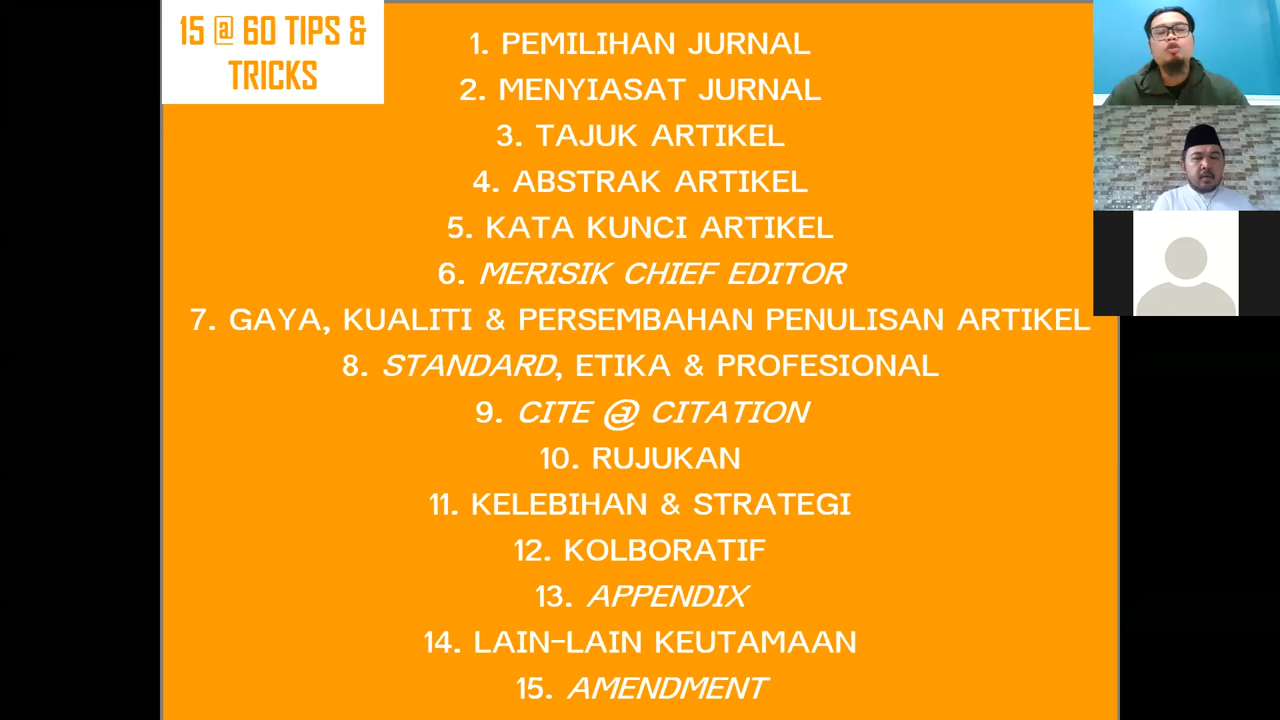 15 @ 60 TIPS &
TRICKS
1. PEMILIHAN JURNAL
2. MENYIASAT JURNAL
3. TAJUK ARTIKEL
4. ABSTRAK ARTIKEL
5. KATA KUNCI ARTIKEL
6. MERISIK CHIEF EDITOR
7. GAYA, KUALITI & PERSEMBAHAN PENULISAN ARTIKEL
8. STANDARD, ETIKA & PROFESIONAL
9. CITE @ CITATION
10. RUJUKAN
11. KELEBIHAN & STRATEGI
12. KOLBORATIF
13. APPENDIX
14. LAIN-LAIN KEUTAMAAN
15. AMENDMENT